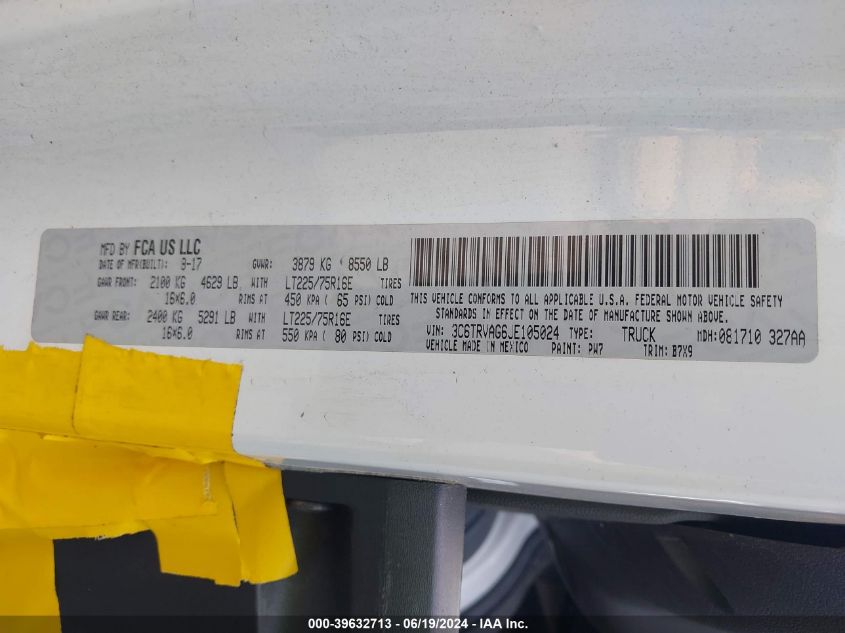 MFD BY FCA US LLC
DATE OF MFR(BUILT): 8-17 GVWR: 3879 KG 8550 LB
GAWR FRONT: 2100 KG 4629 LB WITH LT225/75R16E TIRES
16X6.0 RIMS AT 450 KPA ( 65 PSI) COLD
GAWR REAR: 2400 KG 5291 LB WITH LT225/75R16E TIRES
16X6.0 RIMS AT 550 KPA ( 80 PSI) COLD
THIS VEHICLE CONFORMS TO ALL APPLICABLE U.S.A. FEDERAL MOTOR VEHICLE SAFETY
STANDARDS IN EFFECT ON THE DATE OF MANUFACTURE SHOWN ABOVE.
VIN: 3C6TRVAG6JE105024 TYPE: TRUCK MDH: 081710 327AA
VEHICLE MADE IN MEXICO PAINT: PW7 TRIM: B7X9
000-39632713 - 06/19/2024 - IAA Inc.